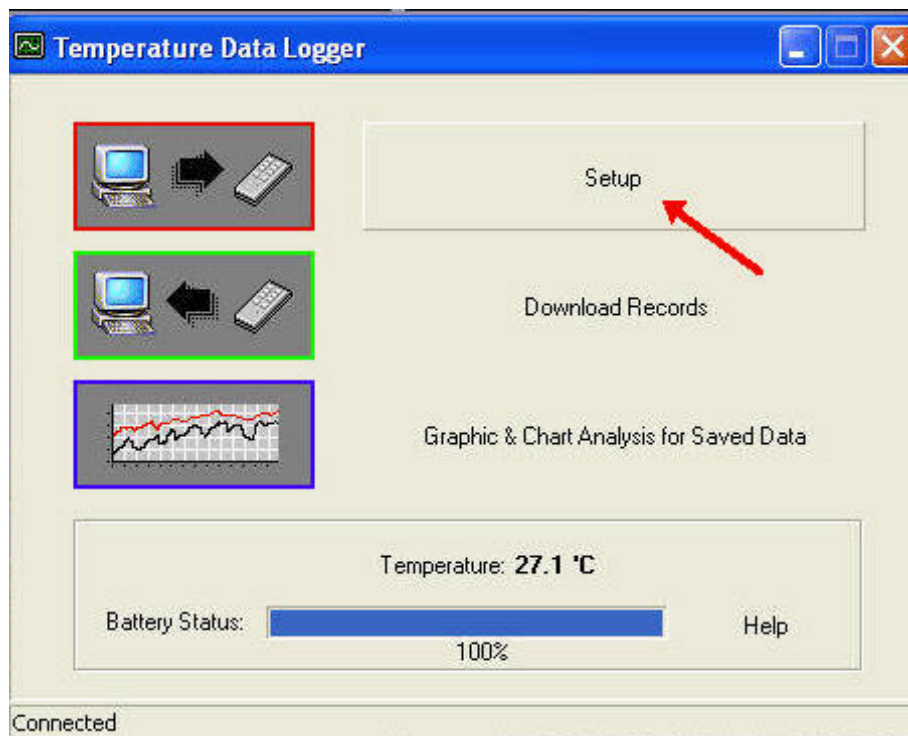 Temperature Data Logger
Setup
Download Records
Graphic & Chart Analysis for Saved Data
Temperature: 27.1 'C
Battery Status:
100%
Help
Connected